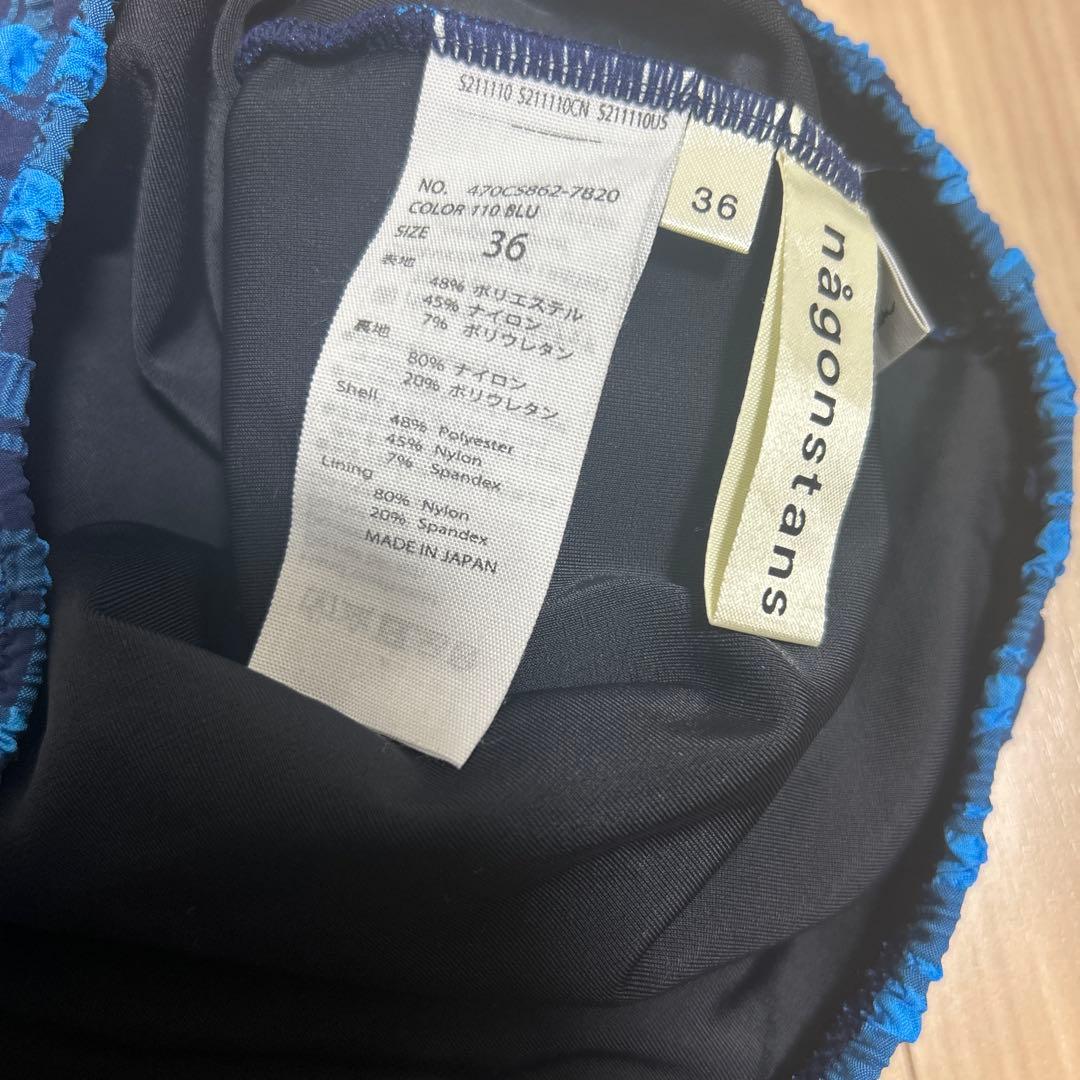 S211110 S211110CN S211110US
NO. 470CS862-7820
COLOR 110 BLU
SIZE 36
表地
48% ポリエステル
45% ナイロン
7% ポリウレタン
裏地
80% ナイロン
20% ポリウレタン
Shell
48% Polyester
45% Nylon
7% Spandex
Lining
80% Nylon
20% Spandex
MADE IN JAPAN
36
någonstans